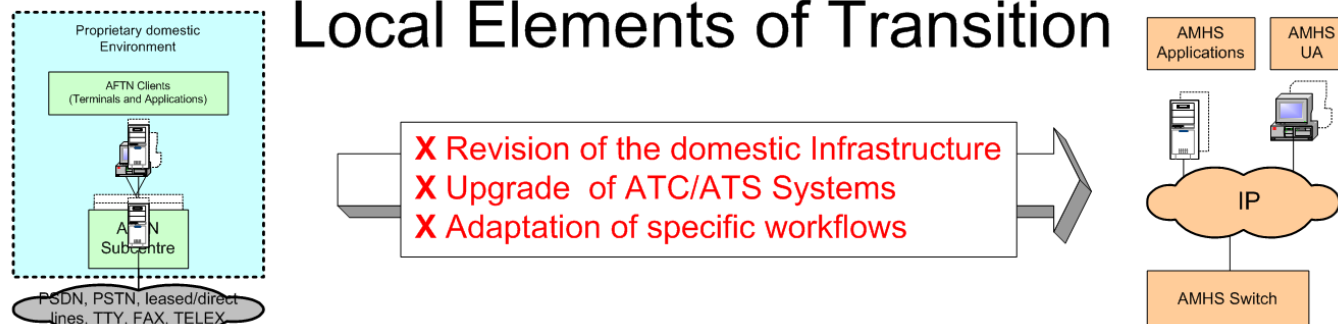 Local Elements of Transition
Proprietary domestic
Environment
AFTN Clients
(Terminals and Applications)
Subcentre
PSDN, PSTN, leased/direct
lines, TTY, FAX, TELEX
X Revision of the domestic Infrastructure
X Upgrade of ATC/ATS Systems
X Adaptation of specific workflows
AMHS
Applications
AMHS
UA
IP
AMHS Switch